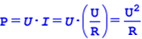 P = U · I = U · (U/R) = U²/R